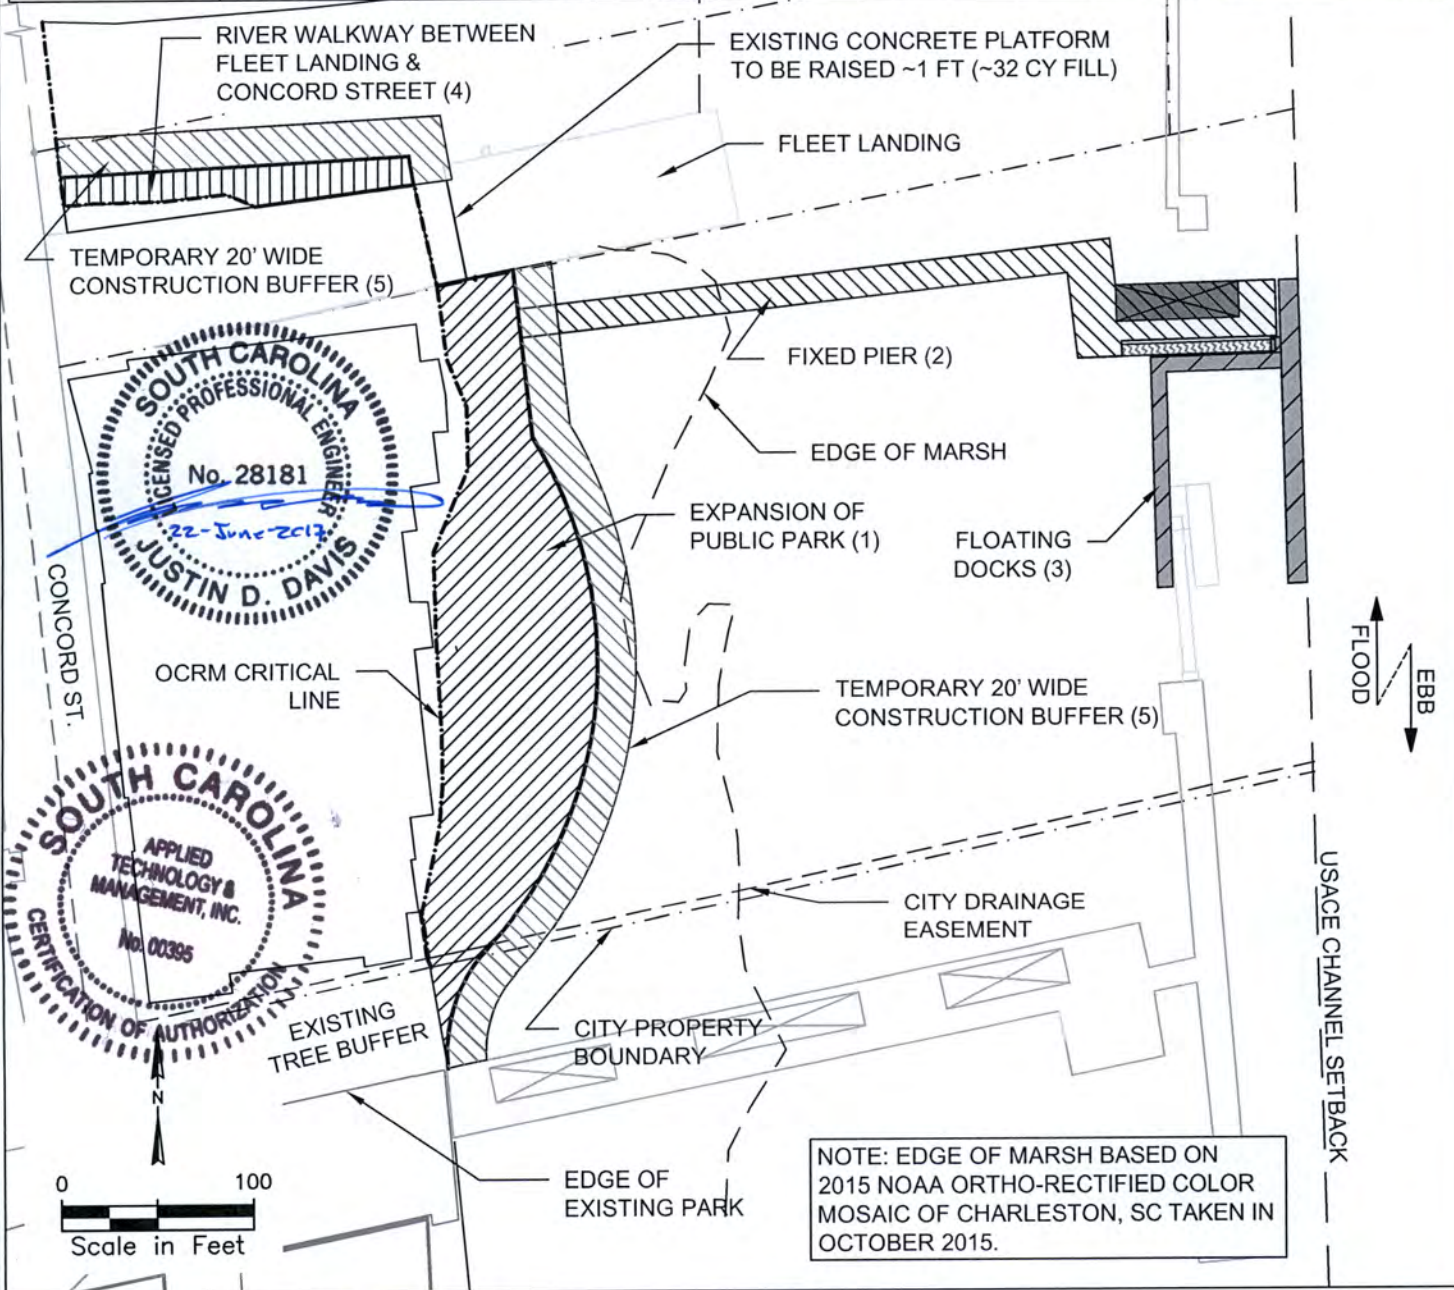 RIVER WALKWAY BETWEEN
FLEET LANDING &
CONCORD STREET (4)
EXISTING CONCRETE PLATFORM
TO BE RAISED ~1 FT (~32 CY FILL)
FLEET LANDING
TEMPORARY 20' WIDE
CONSTRUCTION BUFFER (5)
SOUTH CAROLINA
LICENSED PROFESSIONAL ENGINEER
No. 28181
22-June-2017
JUSTIN D. DAVIS
FIXED PIER (2)
EDGE OF MARSH
EXPANSION OF
PUBLIC PARK (1)
FLOATING
DOCKS (3)
CONCORD ST.
OCRM CRITICAL
LINE
TEMPORARY 20' WIDE
CONSTRUCTION BUFFER (5)
FLOOD
EBB
SOUTH CAROLINA
APPLIED
TECHNOLOGY &
MANAGEMENT, INC.
No. 00395
CERTIFICATION OF AUTHORIZATION
CITY DRAINAGE
EASEMENT
USACE CHANNEL SETBACK
EXISTING
TREE BUFFER
CITY PROPERTY
BOUNDARY
N
0 100
Scale in Feet
EDGE OF
EXISTING PARK
NOTE: EDGE OF MARSH BASED ON
2015 NOAA ORTHO-RECTIFIED COLOR
MOSAIC OF CHARLESTON, SC TAKEN IN
OCTOBER 2015.